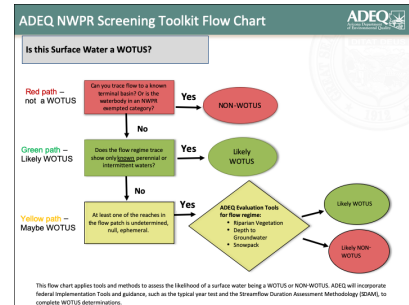 ADEQ NWPR Screening Toolkit Flow Chart
ADEQ
Arizona Department
of Environmental Quality
Is this Surface Water a WOTUS?
Red path –
not a WOTUS
Can you trace flow to a known
terminal basin? Or is the
waterbody in an NWPR
exempted category?
Yes
NON-WOTUS
No
Green path –
Likely WOTUS
Does the flow regime trace
show only known perennial or
intermittent waters?
Yes
Likely
WOTUS
No
Yellow path –
Maybe WOTUS
At least one of the reaches in
the flow patch is undetermined,
null, ephemeral.
Yes
ADEQ Evaluation Tools
for flow regime:
• Riparian Vegetation
• Depth to
Groundwater
• Snowpack
Likely WOTUS
Likely NON-
WOTUS
This flow chart applies tools and methods to assess the likelihood of a surface water being a WOTUS or NON-WOTUS. ADEQ will incorporate
federal Implementation Tools and guidance, such as the typical year test and the Streamflow Duration Assessment Methodology (SDAM), to
complete WOTUS determinations.